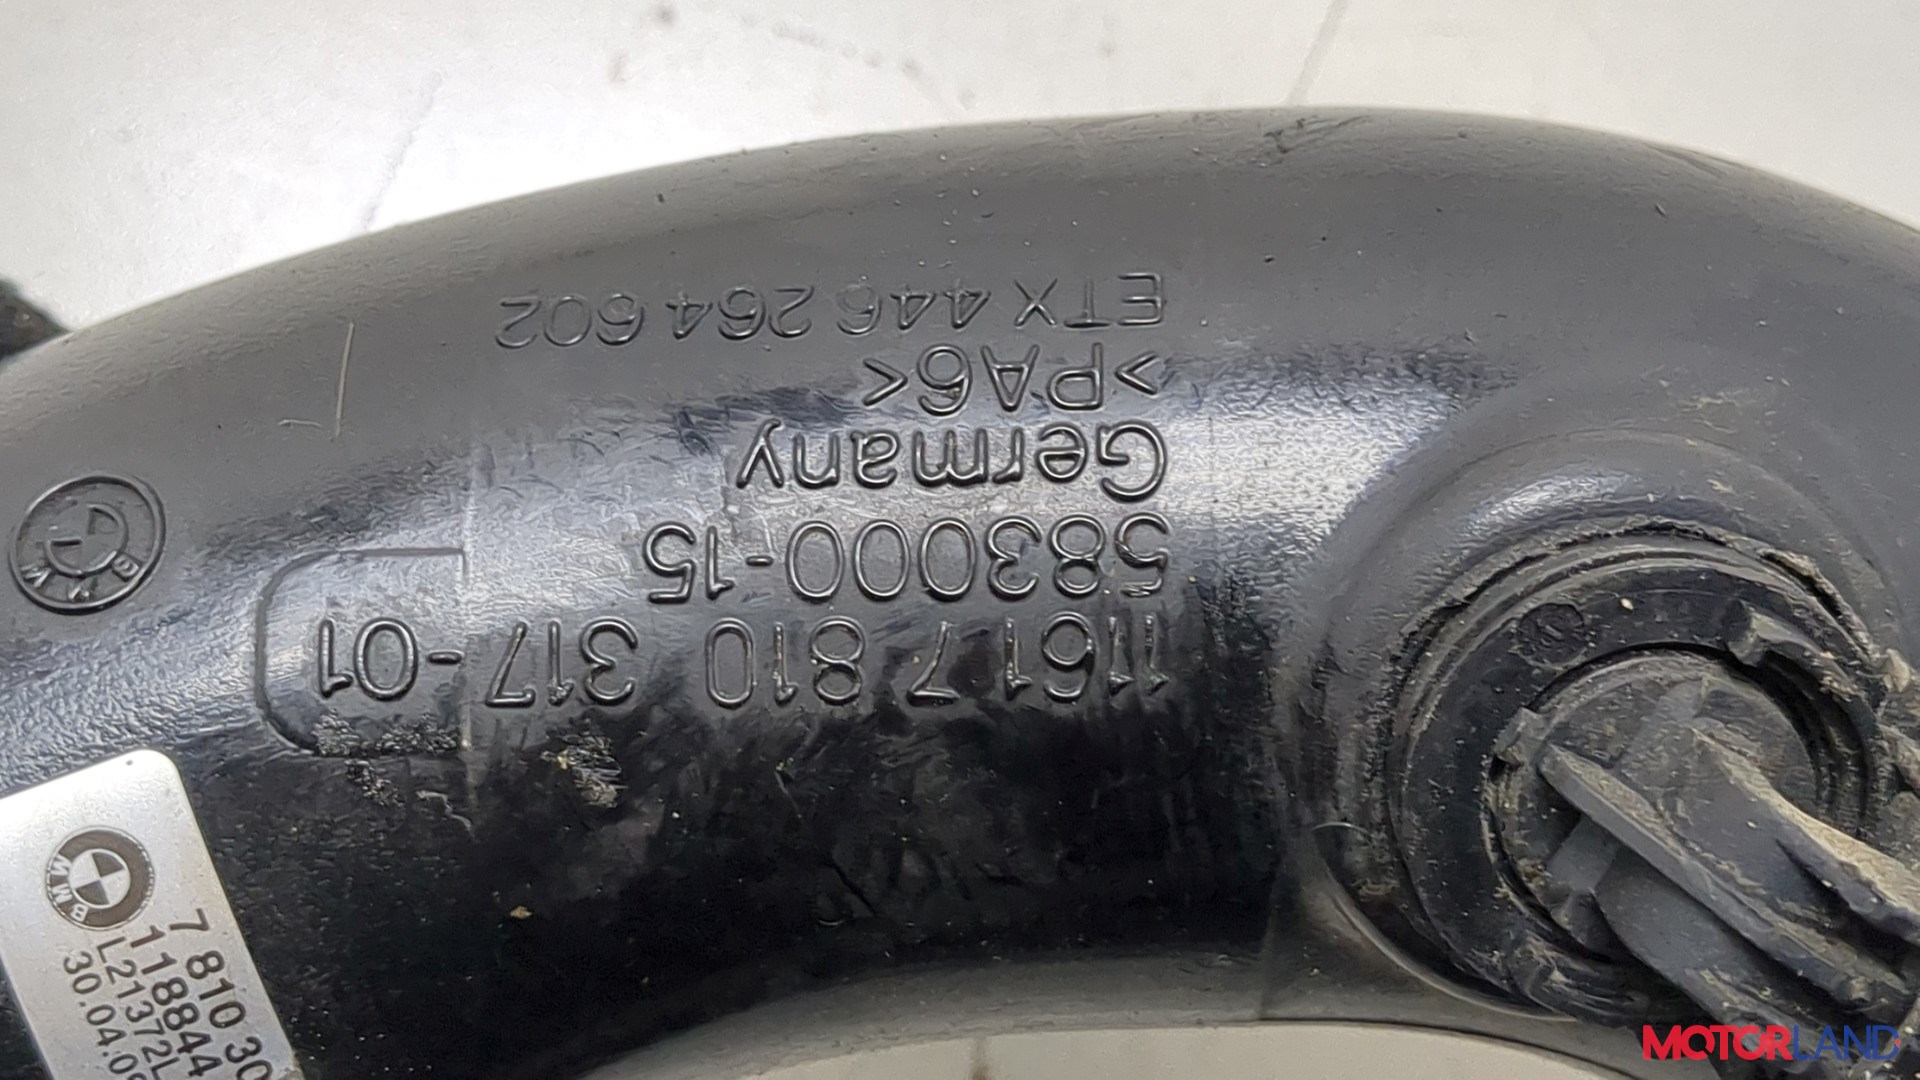 11617 810 317-01
583000-15
Germany
>PA6<
ETX 446 264 602
BMW
BMW
7 810 30
11884
L21372L
30.04.0
MOTORLAND